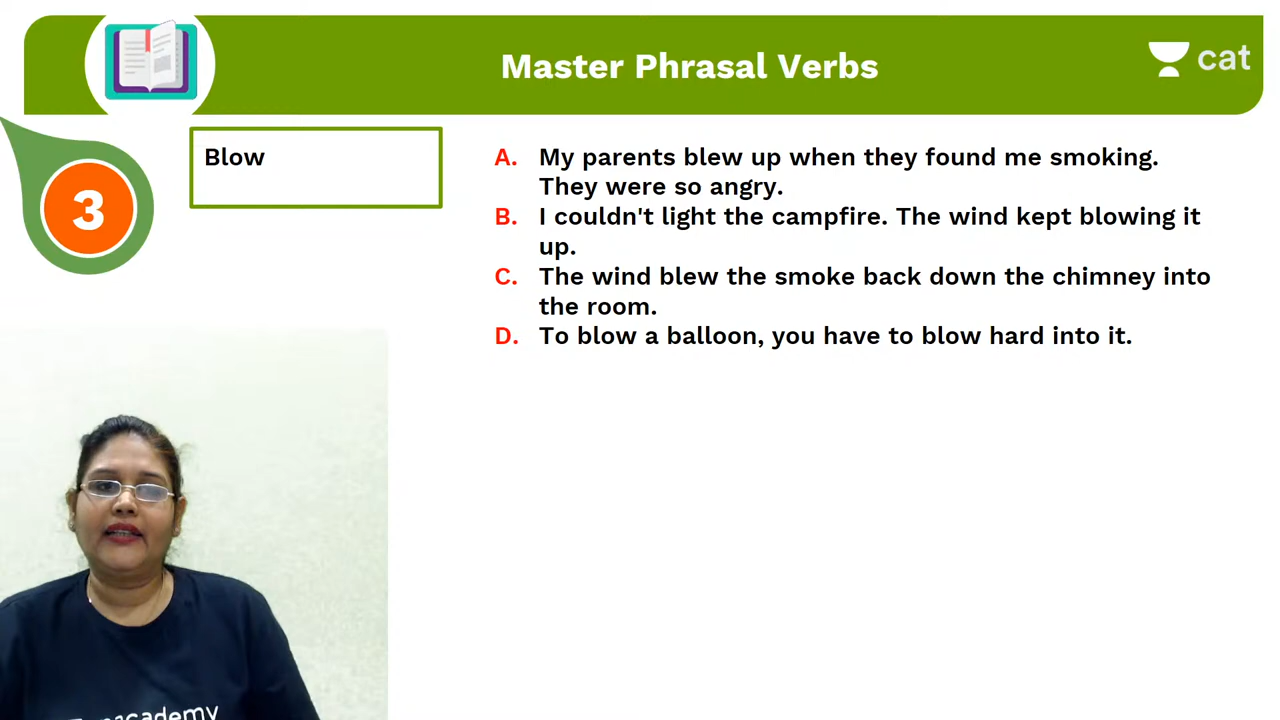 Master Phrasal Verbs
cat
3
Blow
A. My parents blew up when they found me smoking.
They were so angry.
B. I couldn't light the campfire. The wind kept blowing it
up.
C. The wind blew the smoke back down the chimney into
the room.
D. To blow a balloon, you have to blow hard into it.